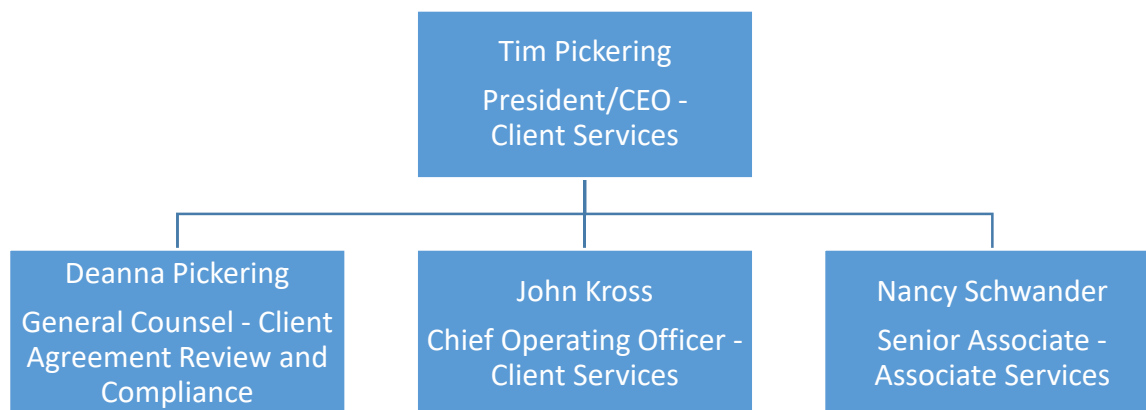 Tim Pickering
President/CEO -
Client Services
Deanna Pickering
General Counsel - Client
Agreement Review and
Compliance
John Kross
Chief Operating Officer -
Client Services
Nancy Schwander
Senior Associate -
Associate Services